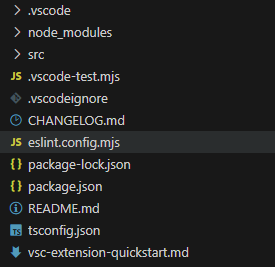 .vscode
node_modules
src
JS .vscode-test.mjs
.vscodeignore
CHANGELOG.md
JS eslint.config.mjs
{} package-lock.json
{} package.json
README.md
TS tsconfig.json
vsc-extension-quickstart.md